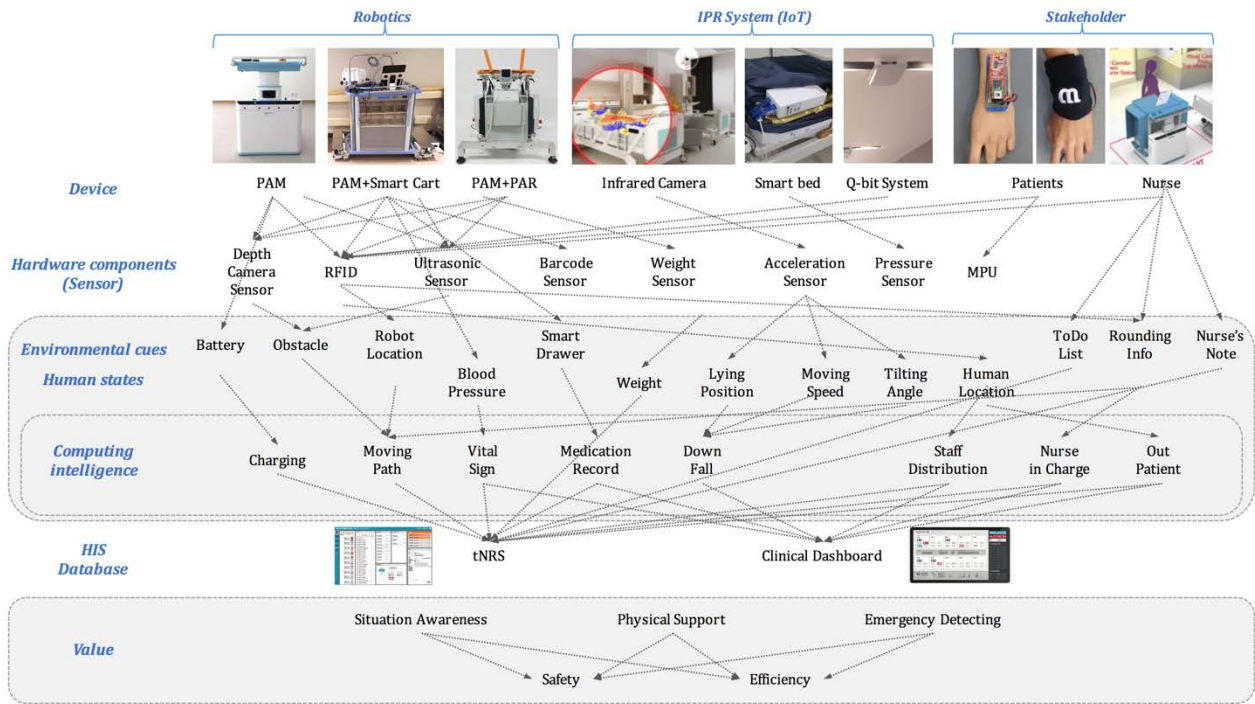 Robotics
IPR System (IoT)
Stakeholder
Device
PAM
PAM+Smart Cart
PAM+PAR
Infrared Camera
Smart bed
Q-bit System
Patients
Nurse
Hardware components
(Sensor)
Depth
Camera
Sensor
RFID
Ultrasonic
Sensor
Barcode
Sensor
Weight
Sensor
Acceleration
Sensor
Pressure
Sensor
MPU
Environmental cues
Human states
Battery
Obstacle
Robot
Location
Blood
Pressure
Smart
Drawer
Weight
Lying
Position
Moving
Speed
Tilting
Angle
Human
Location
ToDo
List
Rounding
Info
Nurse's
Note
Computing
intelligence
Charging
Moving
Path
Vital
Sign
Medication
Record
Down
Fall
Staff
Distribution
Nurse
in Charge
Out
Patient
HIS
Database
tNRS
Clinical Dashboard
Value
Situation Awareness
Physical Support
Emergency Detecting
Safety
Efficiency